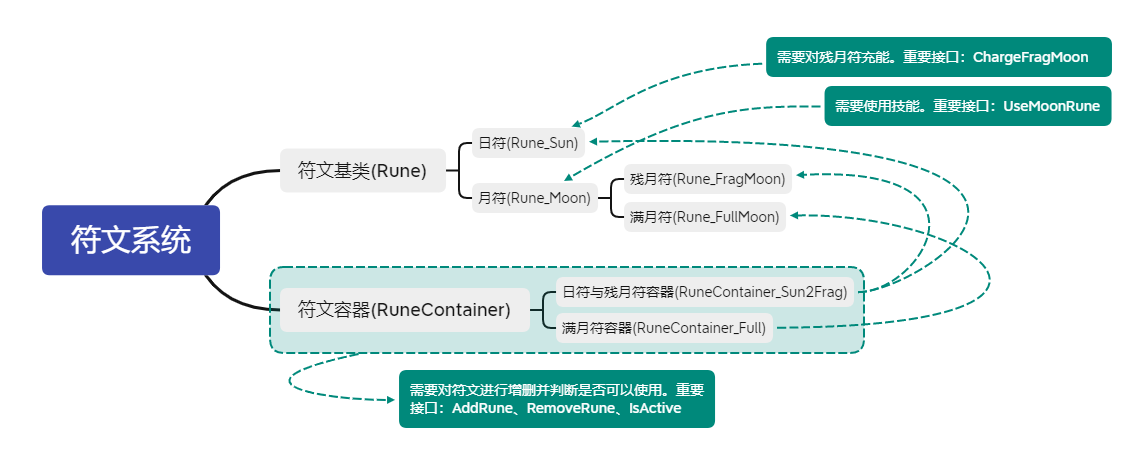 需要对残月符充能。重要接口：ChargeFragMoon
需要使用技能。重要接口：UseMoonRune
日符(Rune_Sun)
符文基类(Rune)
残月符(Rune_FragMoon)
月符(Rune_Moon)
满月符(Rune_FullMoon)
符文系统
日符与残月符容器(RuneContainer_Sun2Frag)
符文容器(RuneContainer)
满月符容器(RuneContainer_Full)
需要对符文进行增删并判断是否可以使用。重要
接口：AddRune、RemoveRune、IsActive